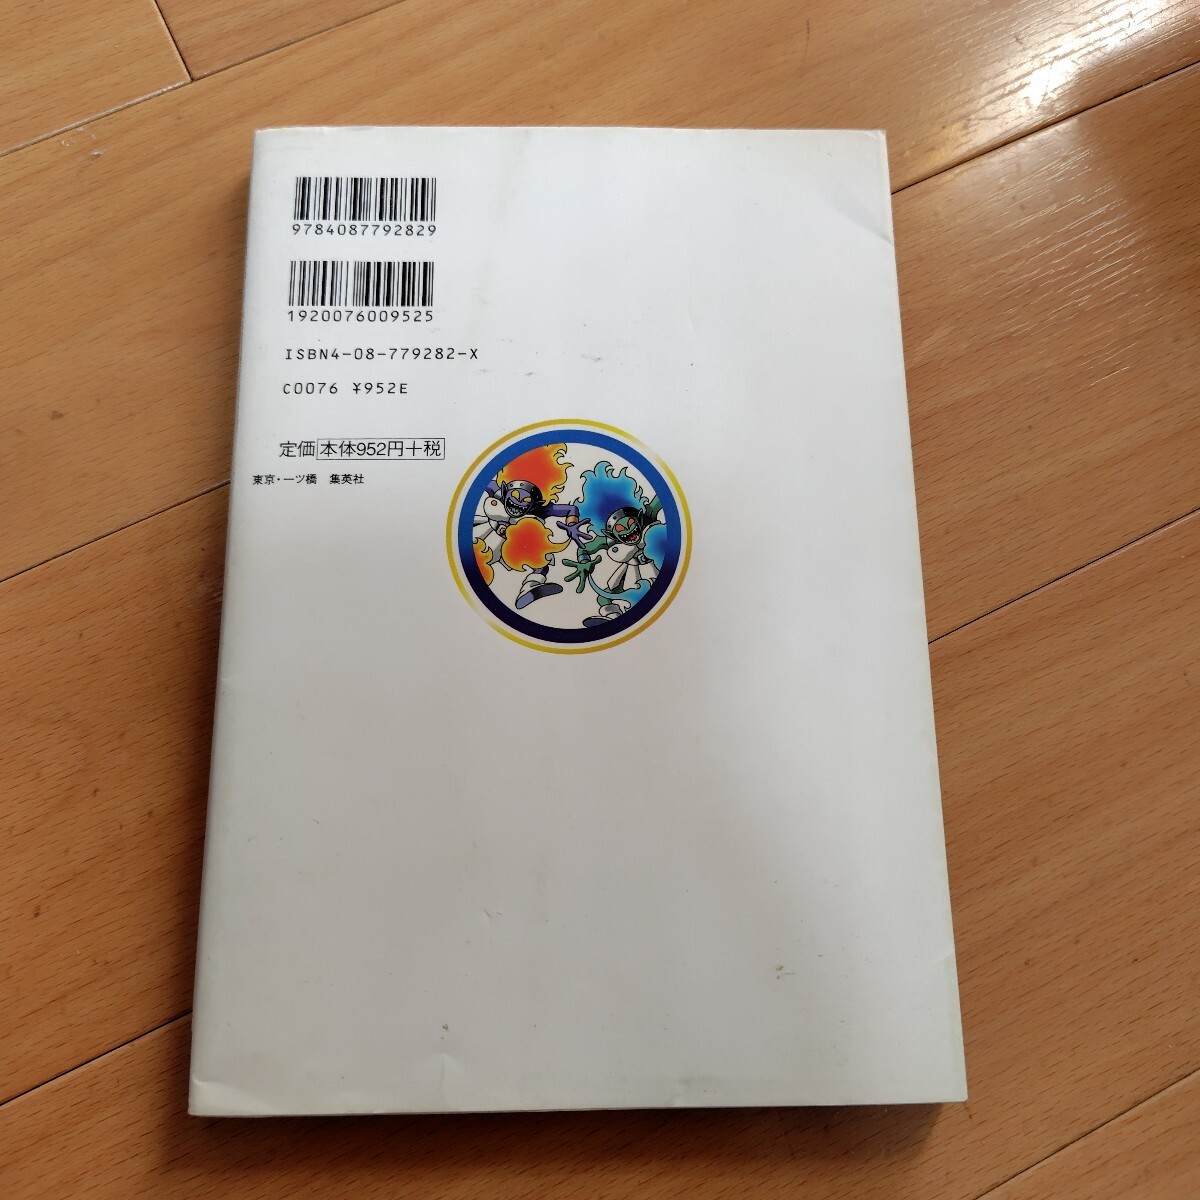 9784087792829
1920076009525
ISBN4-08-779282-X
C0076 ¥952E
定価 本体952円+税
東京・一ツ橋 集英社